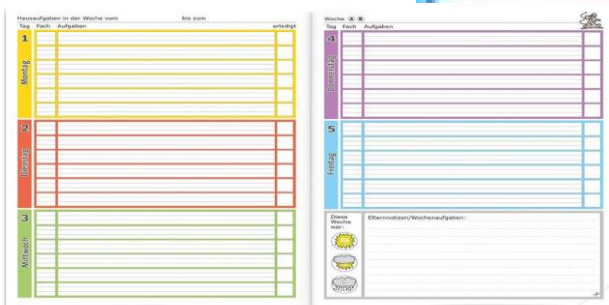 Hausaufgaben in der Woche vom bis zum
Tag Fach Aufgaben erledigt
1
Montag
2
Dienstag
3
Mittwoch
Woche A B
Tag Fach Aufgaben
4
Donnerstag
5
Freitag
Diese
Woche
war:
Elternnotizen/Wochenaufgaben: